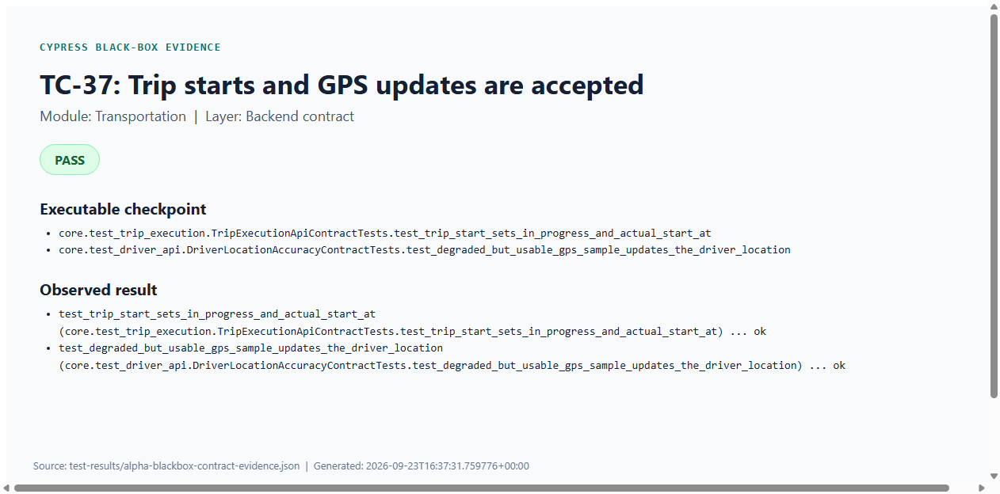 CYPRESS BLACK-BOX EVIDENCE
TC-37: Trip starts and GPS updates are accepted
Module: Transportation | Layer: Backend contract
PASS
Executable checkpoint
• core.test_trip_execution.TripExecutionApiContractTests.test_trip_start_sets_in_progress_and_actual_start_at
• core.test_driver_api.DriverLocationAccuracyContractTests.test_degraded_but_usable_gps_sample_updates_the_driver_location
Observed result
• test_trip_start_sets_in_progress_and_actual_start_at
(core.test_trip_execution.TripExecutionApiContractTests.test_trip_start_sets_in_progress_and_actual_start_at) ... ok
• test_degraded_but_usable_gps_sample_updates_the_driver_location
(core.test_driver_api.DriverLocationAccuracyContractTests.test_degraded_but_usable_gps_sample_updates_the_driver_location) ... ok
Source: test-results/alpha-blackbox-contract-evidence.json | Generated: 2026-09-23T16:37:31.759776+00:00